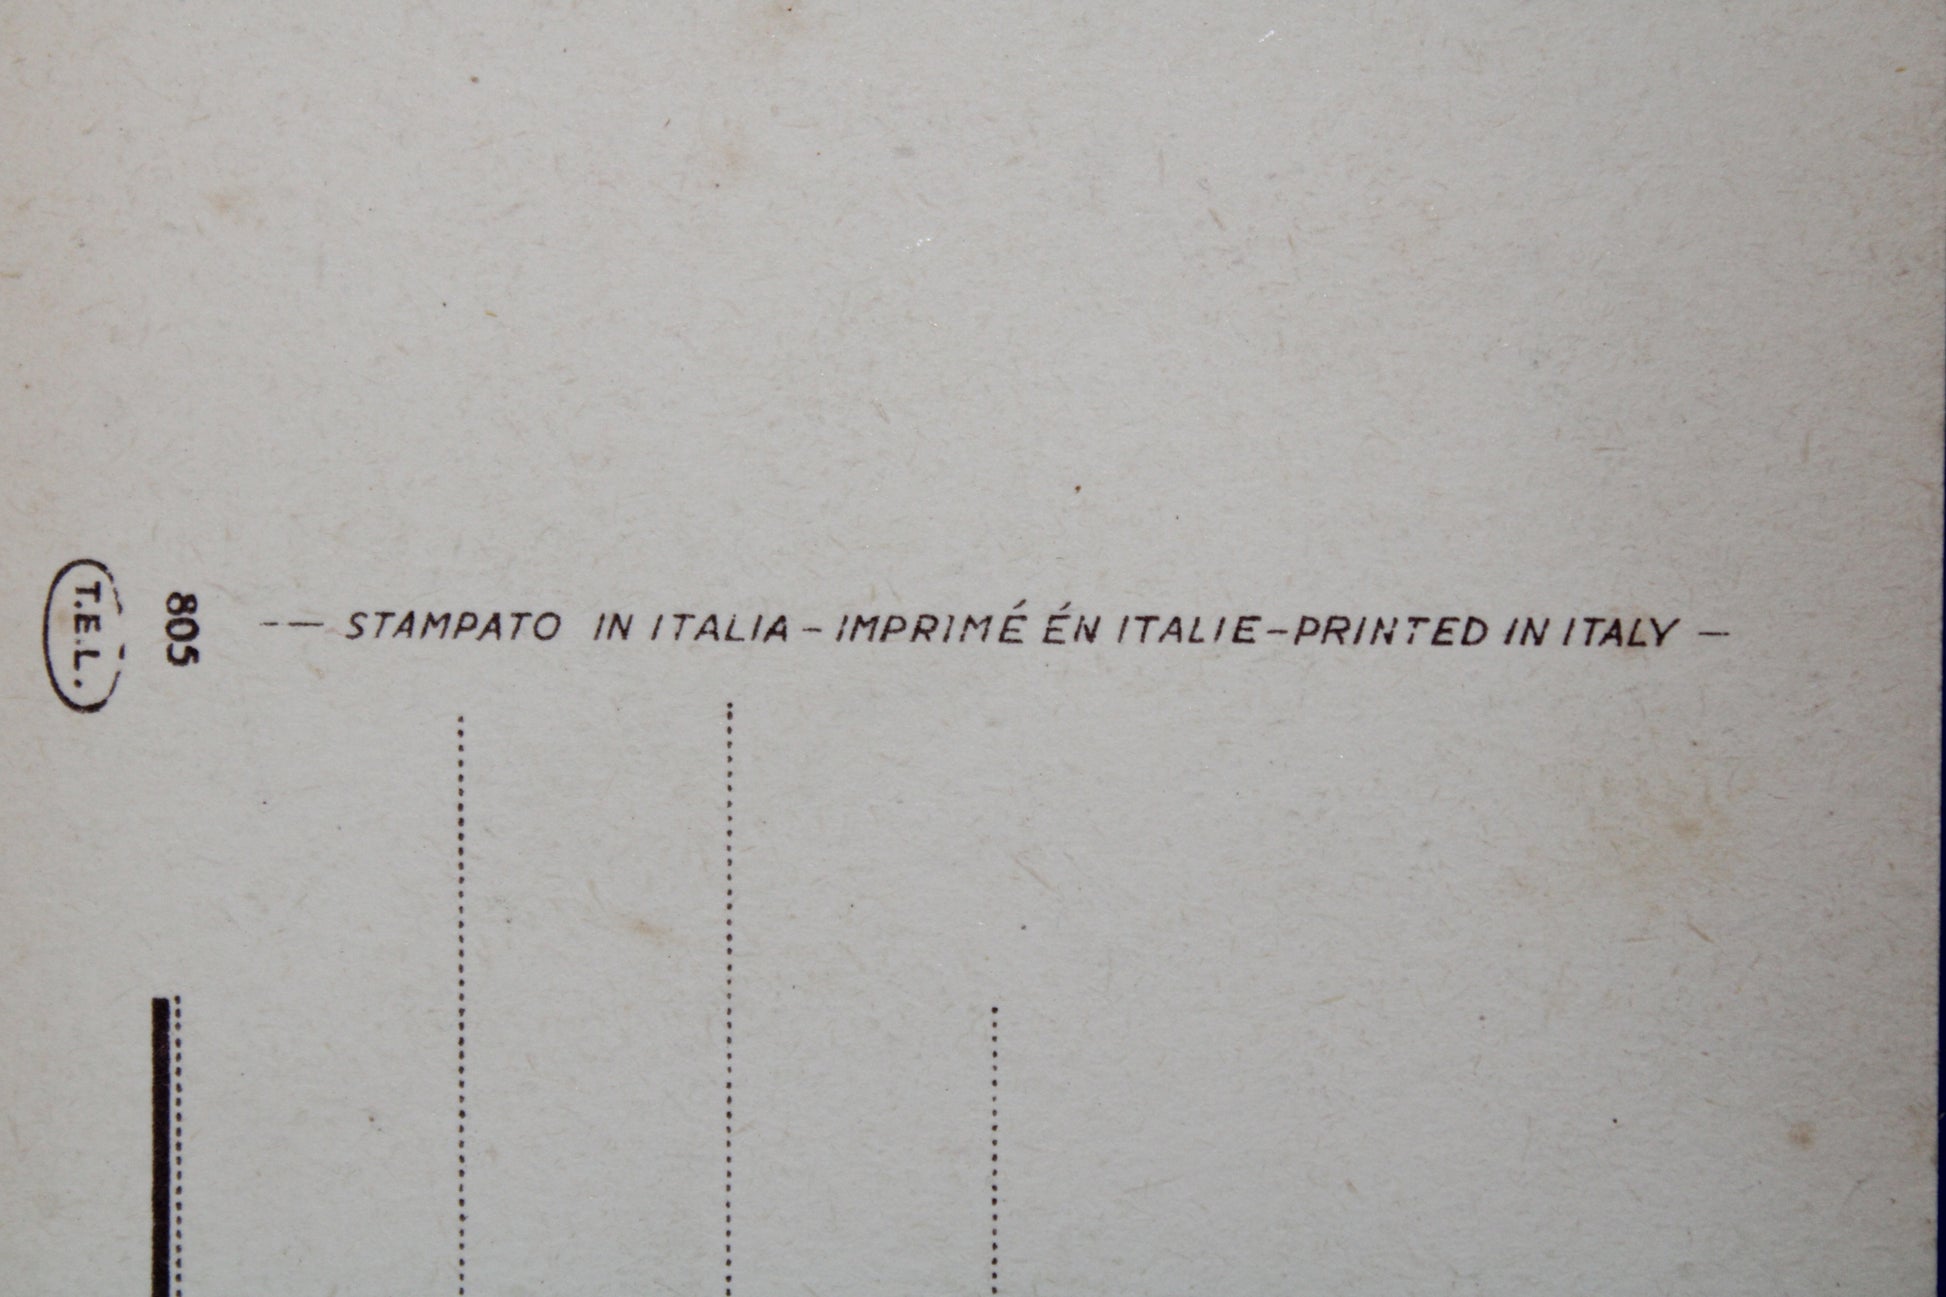 T.E.L.
805
-— STAMPATO IN ITALIA - IMPRIMÉ ÉN ITALIE - PRINTED IN ITALY —